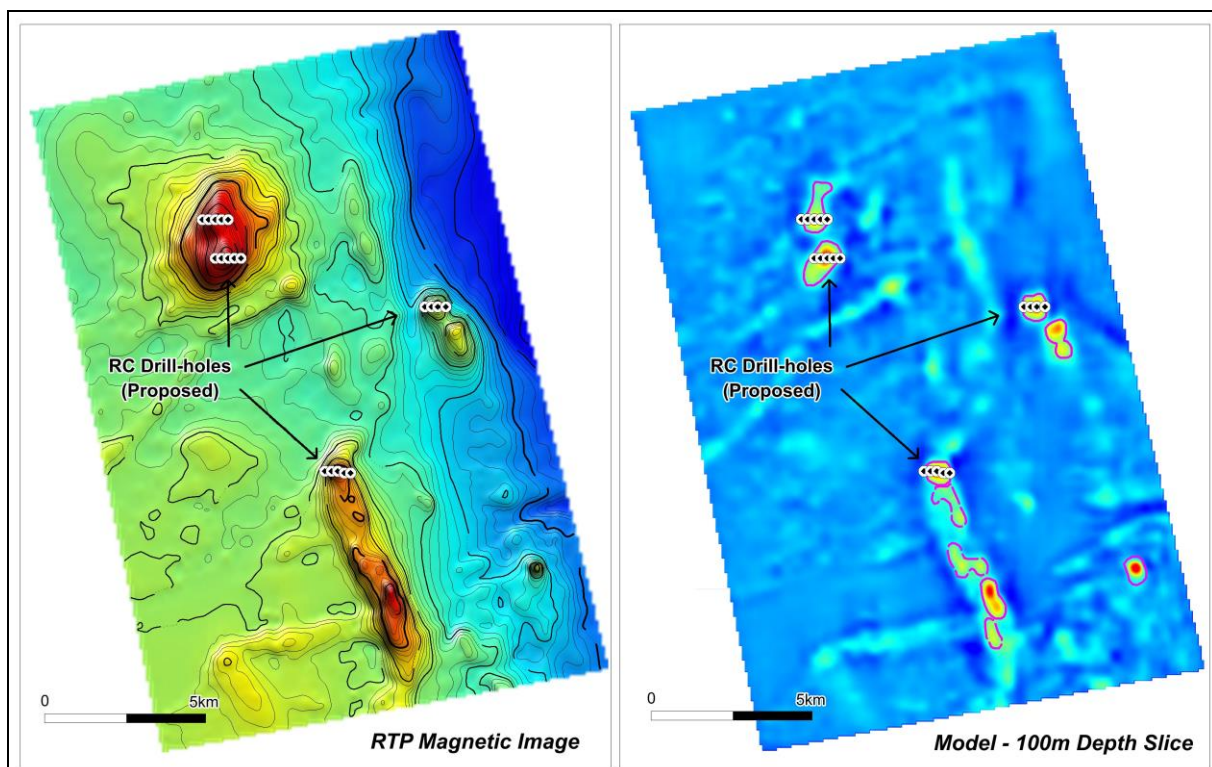 RC Drill-holes
(Proposed)
0 5km
RTP Magnetic Image
RC Drill-holes
(Proposed)
0 5km
Model - 100m Depth Slice